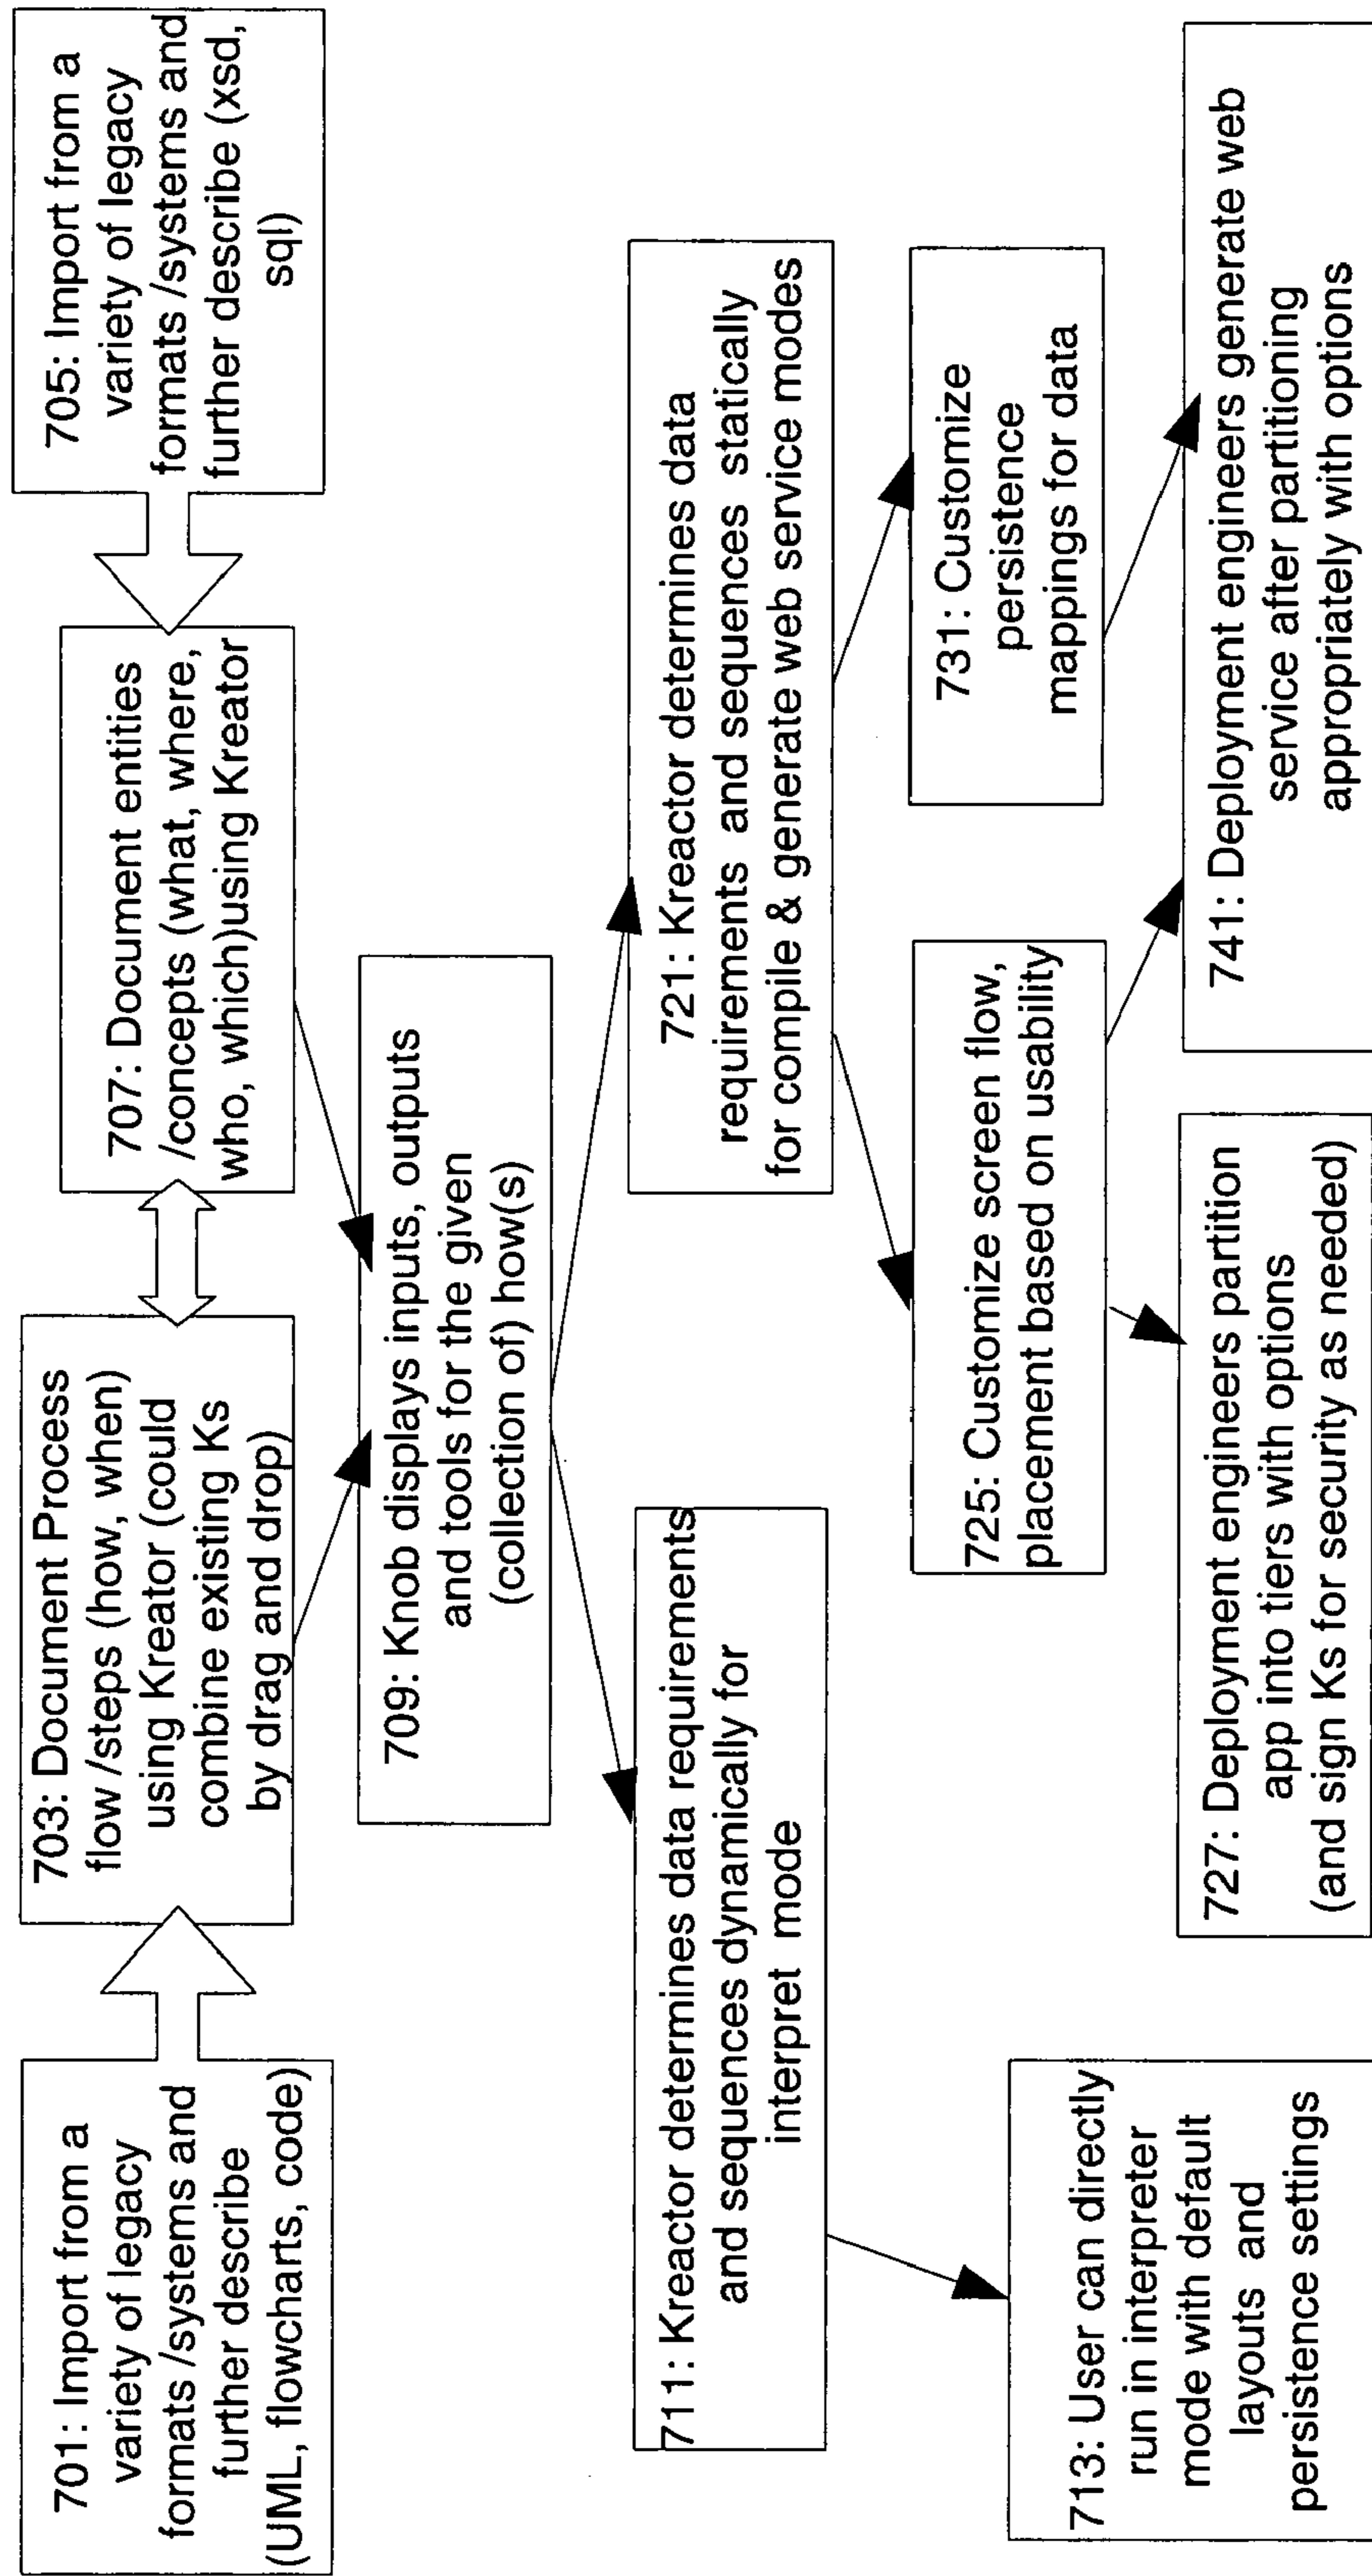 701: Import from a
variety of legacy
formats /systems and
further describe
(UML, flowcharts, code)
703: Document Process
flow /steps (how, when)
using Kreator (could
combine existing Ks
by drag and drop)
707: Document entities
/concepts (what, where,
who, which)using Kreator
705: Import from a
variety of legacy
formats /systems and
further describe (xsd,
sql)
709: Knob displays inputs, outputs
and tools for the given
(collection of) how(s)
711: Kreactor determines data requirements
and sequences dynamically for
interpret mode
721: Kreactor determines data
requirements and sequences statically
for compile & generate web service modes
713: User can directly
run in interpreter
mode with default
layouts and
persistence settings
725: Customize screen flow,
placement based on usability
731: Customize
persistence
mappings for data
727: Deployment engineers partition
app into tiers with options
(and sign Ks for security as needed)
741: Deployment engineers generate web
service after partitioning
appropriately with options